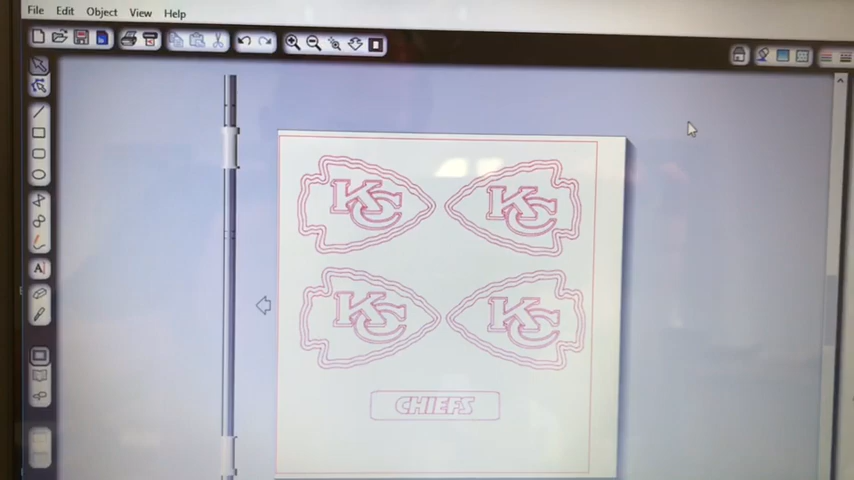 File Edit Object View Help
A
KC KC
KC KC
CHIEFS